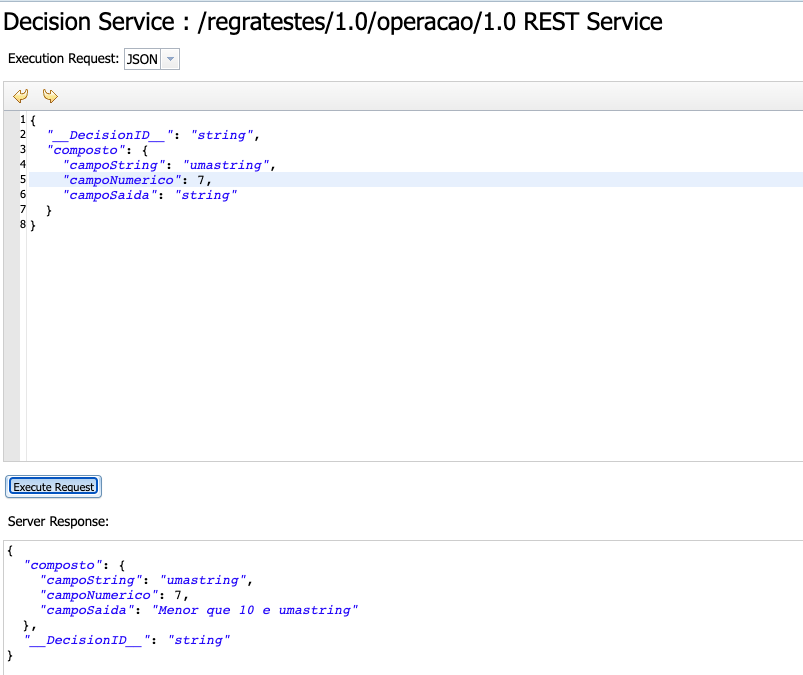 Decision Service : /regratestes/1.0/operacao/1.0 REST Service
Execution Request: JSON
1 {
2 "__DecisionID__": "string",
3 "composto": {
4 "campoString": "umastring",
5 "campoNumerico": 7,
6 "campoSaida": "string"
7 }
8 }
Execute Request
Server Response:
{
"composto": {
"campoString": "umastring",
"campoNumerico": 7,
"campoSaida": "Menor que 10 e umastring"
},
"__DecisionID__": "string"
}